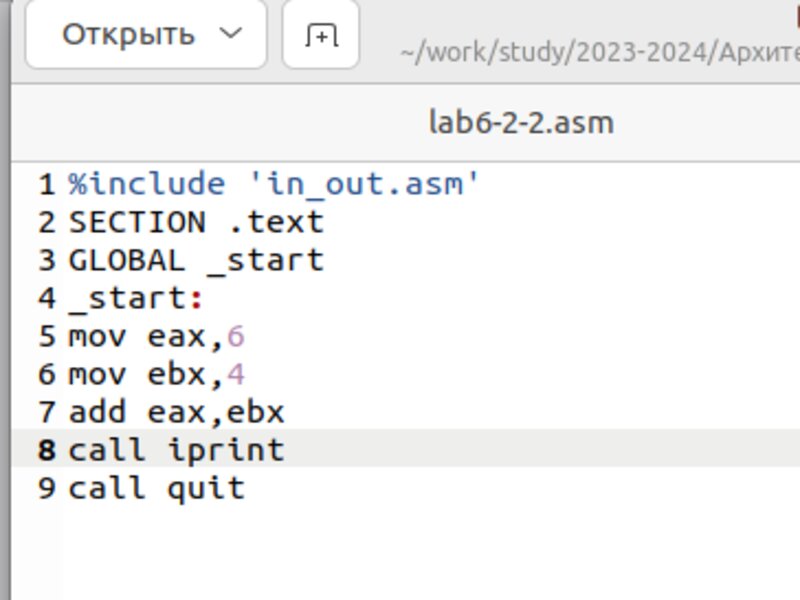 Открыть
~/work/study/2023-2024/
lab6-2-2.asm
1 %include 'in_out.asm'
2 SECTION .text
3 GLOBAL _start
4 _start:
5 mov eax,6
6 mov ebx,4
7 add eax,ebx
8 call iprint
9 call quit